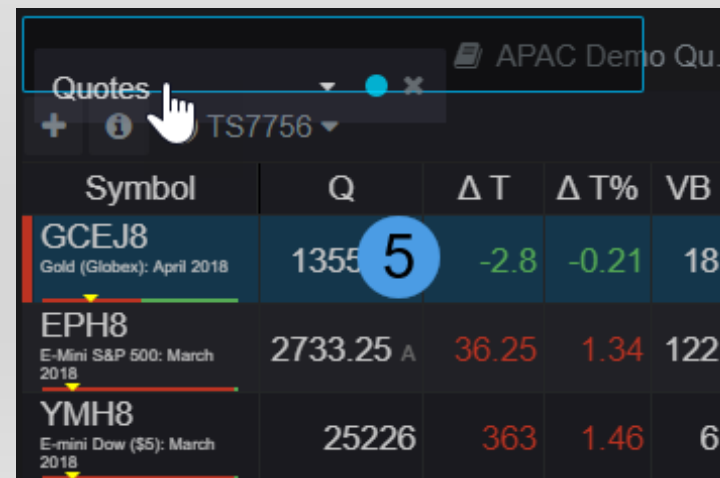 APAC Demo Qu.
Quotes
TS7756
Symbol Q Δ T Δ T% VB
GCEJ8
Gold (Globex): April 2018
1355 5 -2.8 -0.21 18
EPH8
E-Mini S&P 500: March
2018
2733.25 A 36.25 1.34 122
YMH8
E-mini Dow ($5): March
2018
25226 363 1.46 6